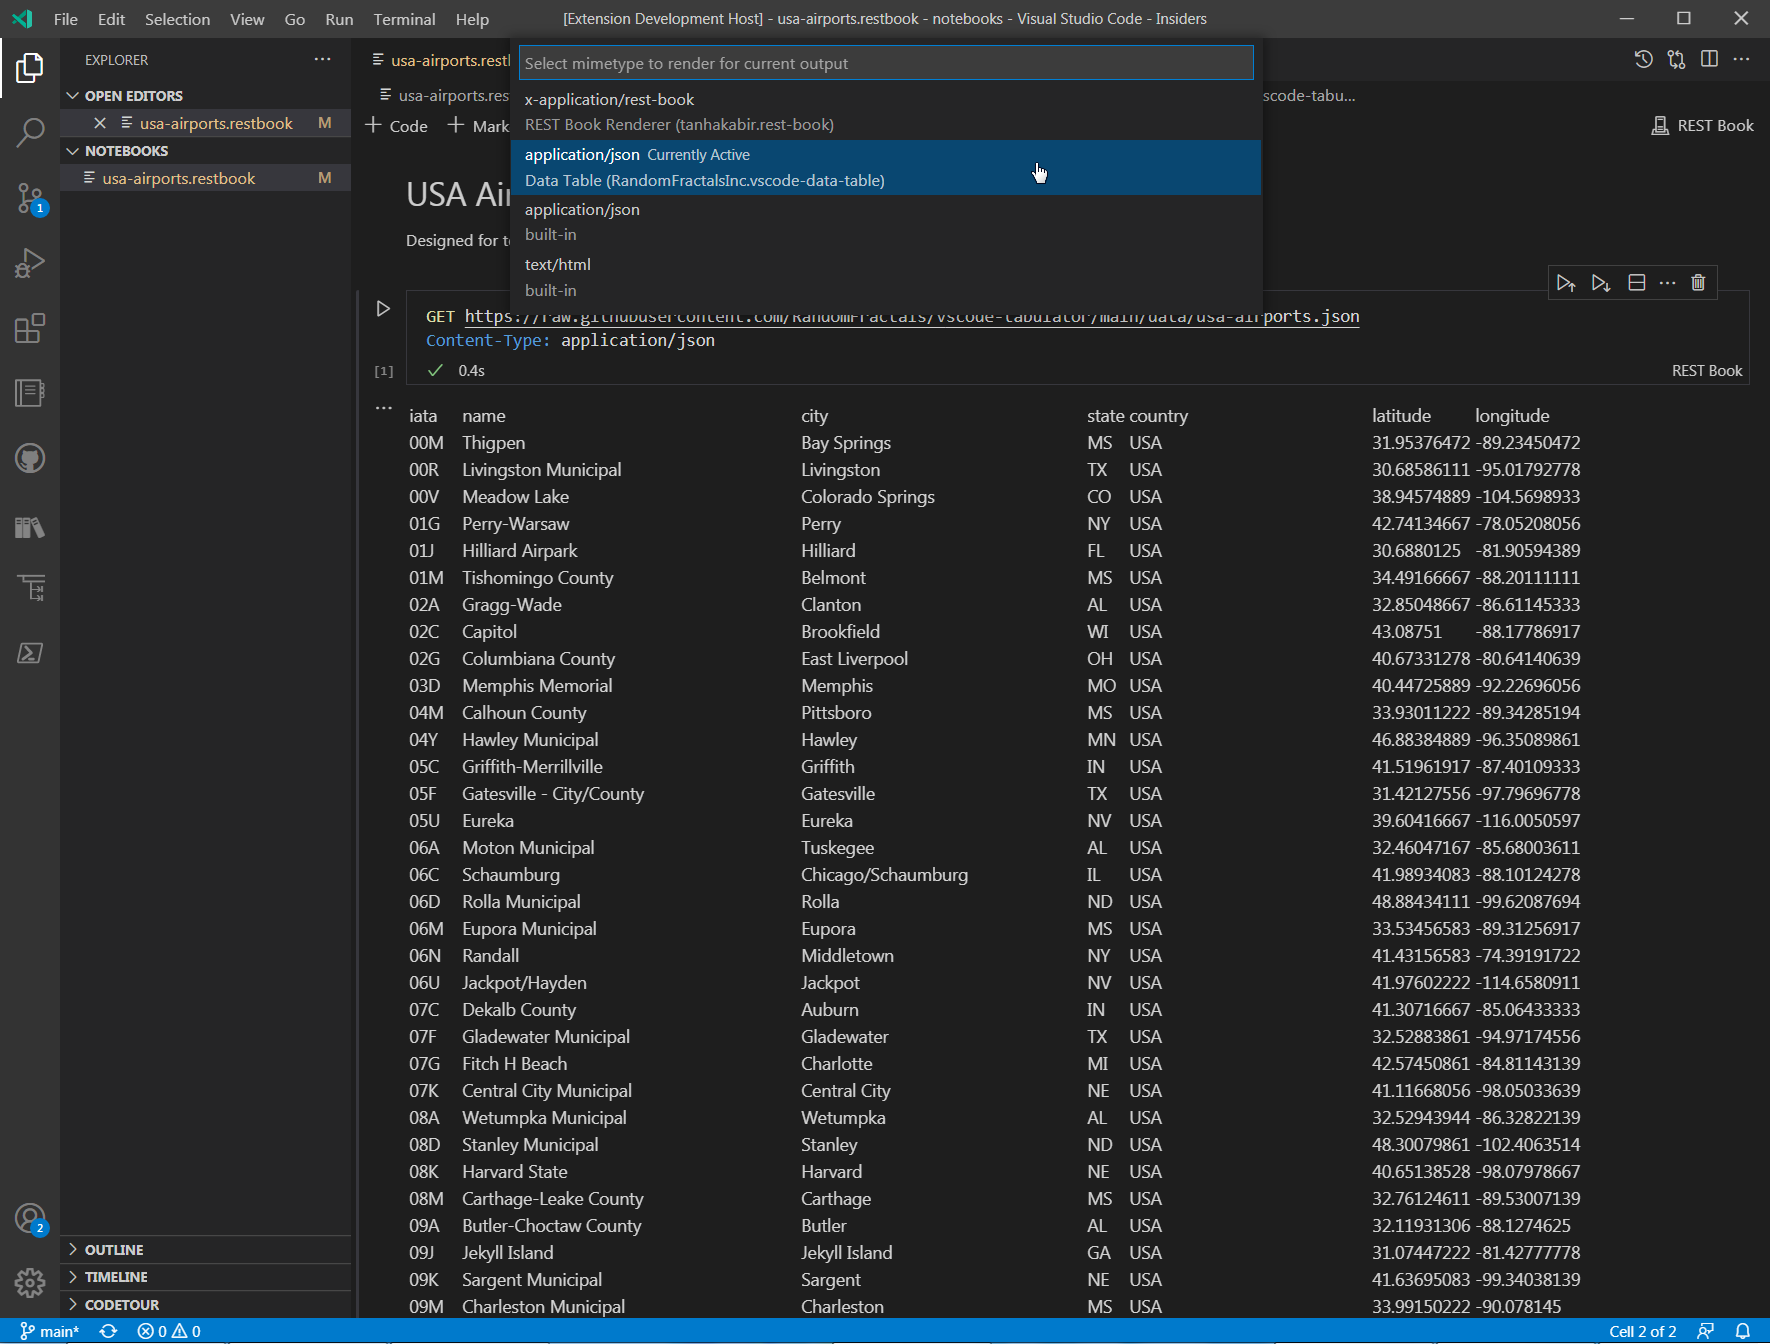 File Edit Selection View Go Run Terminal Help [Extension Development Host] - usa-airports.restbook - notebooks - Visual Studio Code - Insiders
EXPLORER
OPEN EDITORS
usa-airports.restbook M
NOTEBOOKS
usa-airports.restbook M
1
2
OUTLINE
TIMELINE
CODETOUR
usa-airports.rest
Select mimetype to render for current output
usa-airports.res scode-tabu...
x-application/rest-book
REST Book Renderer (tanhakabir.rest-book)
application/json Currently Active
Data Table (RandomFractalsInc.vscode-data-table)
application/json
built-in
text/html
built-in
Code Mark REST Book
USA Ai
Designed for t
GET https://raw.githubusercontent.com/RandomFractals/vscode-tabulator/main/data/usa-airports.json
Content-Type: application/json
[1] 0.4s REST Book
iata name city state country latitude longitude
00M Thigpen Bay Springs MS USA 31.95376472 -89.23450472
00R Livingston Municipal Livingston TX USA 30.68586111 -95.01792778
00V Meadow Lake Colorado Springs CO USA 38.94574889 -104.5698933
01G Perry-Warsaw Perry NY USA 42.74134667 -78.05208056
01J Hilliard Airpark Hilliard FL USA 30.6880125 -81.90594389
01M Tishomingo County Belmont MS USA 34.49166667 -88.20111111
02A Gragg-Wade Clanton AL USA 32.85048667 -86.61145333
02C Capitol Brookfield WI USA 43.08751 -88.17786917
02G Columbiana County East Liverpool OH USA 40.67331278 -80.64140639
03D Memphis Memorial Memphis MO USA 40.44725889 -92.22696056
04M Calhoun County Pittsboro MS USA 33.93011222 -89.34285194
04Y Hawley Municipal Hawley MN USA 46.88384889 -96.35089861
05C Griffith-Merrillville Griffith IN USA 41.51961917 -87.40109333
05F Gatesville - City/County Gatesville TX USA 31.42127556 -97.79696778
05U Eureka Eureka NV USA 39.60416667 -116.0050597
06A Moton Municipal Tuskegee AL USA 32.46047167 -85.68003611
06C Schaumburg Chicago/Schaumburg IL USA 41.98934083 -88.10124278
06D Rolla Municipal Rolla ND USA 48.88434111 -99.62087694
06M Eupora Municipal Eupora MS USA 33.53456583 -89.31256917
06N Randall Middletown NY USA 41.43156583 -74.39191722
06U Jackpot/Hayden Jackpot NV USA 41.97602222 -114.6580911
07C Dekalb County Auburn IN USA 41.30716667 -85.06433333
07F Gladewater Municipal Gladewater TX USA 32.52883861 -94.97174556
07G Fitch H Beach Charlotte MI USA 42.57450861 -84.81143139
07K Central City Municipal Central City NE USA 41.11668056 -98.05033639
08A Wetumpka Municipal Wetumpka AL USA 32.52943944 -86.32822139
08D Stanley Municipal Stanley ND USA 48.30079861 -102.4063514
08K Harvard State Harvard NE USA 40.65138528 -98.07978667
08M Carthage-Leake County Carthage MS USA 32.76124611 -89.53007139
09A Butler-Choctaw County Butler AL USA 32.11931306 -88.1274625
09J Jekyll Island Jekyll Island GA USA 31.07447222 -81.42777778
09K Sargent Municipal Sargent NE USA 41.63695083 -99.34038139
09M Charleston Municipal Charleston MS USA 33.99150222 -90.078145
main* 0 0 Cell 2 of 2